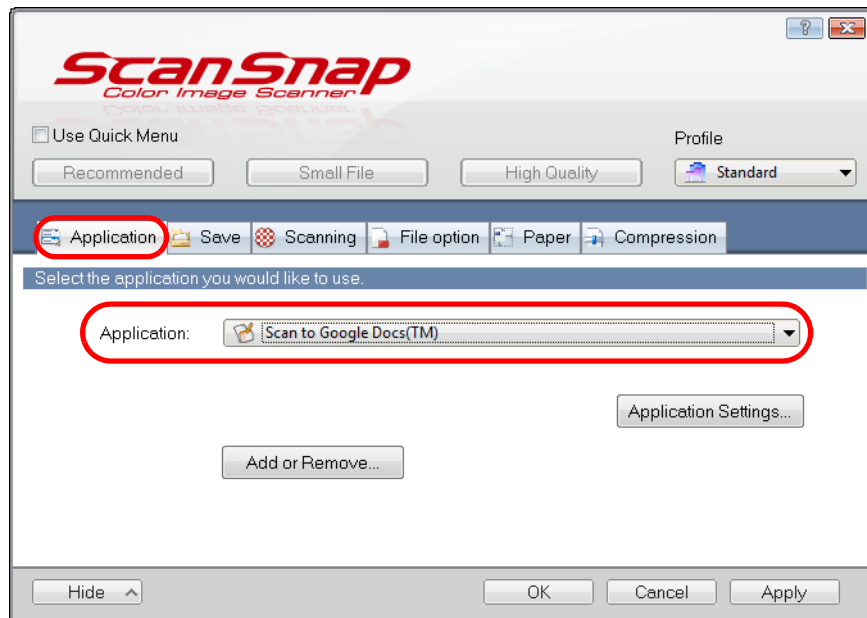 ScanSnap
Color Image Scanner
Use Quick Menu
Profile
Recommended
Small File
High Quality
Standard
Application
Save
Scanning
File option
Paper
Compression
Select the application you would like to use.
Application:
Scan to Google Docs(TM)
Application Settings...
Add or Remove...
Hide
OK
Cancel
Apply